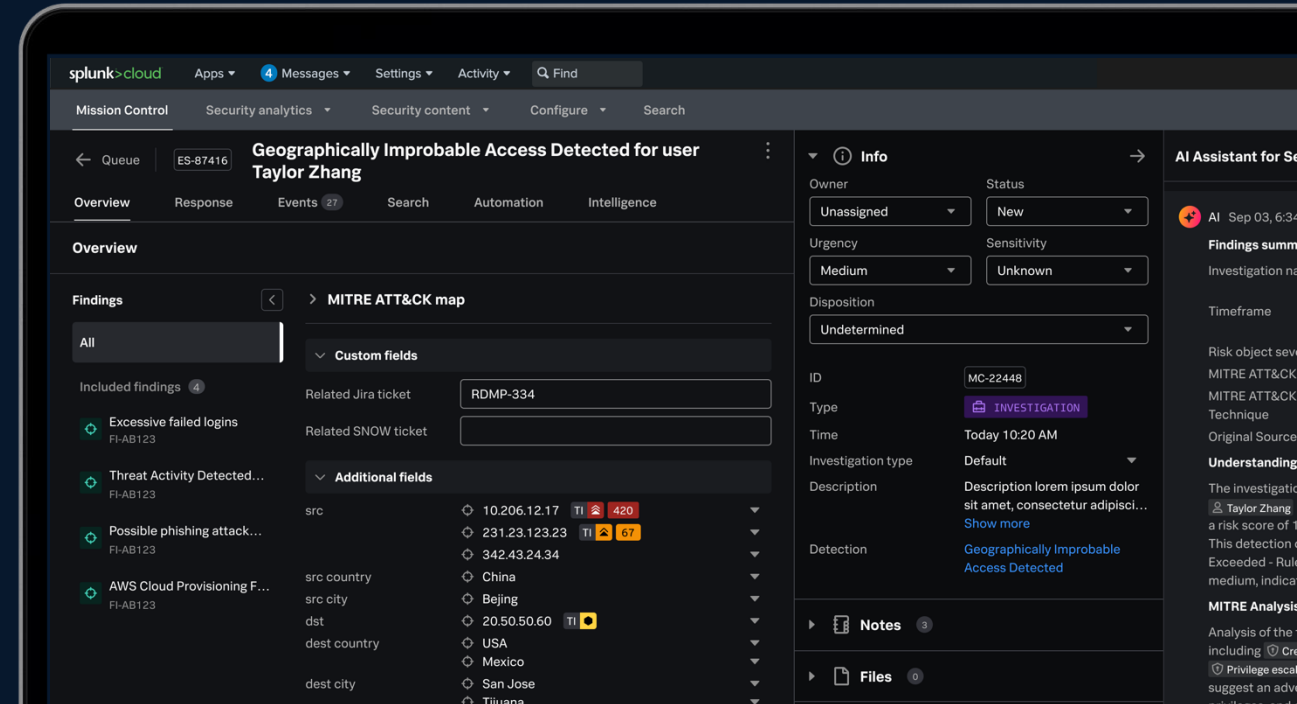 splunk>cloud Apps 4 Messages Settings Activity Find
Mission Control Security analytics Security content Configure Search
Queue ES-87416 Geographically Improbable Access Detected for user
Taylor Zhang
Overview Response Events 27 Search Automation Intelligence
Overview
Findings
All
Included findings 4
Excessive failed logins
FI-AB123
Threat Activity Detected...
FI-AB123
Possible phishing attack...
FI-AB123
AWS Cloud Provisioning F...
FI-AB123
MITRE ATT&CK map
Custom fields
Related Jira ticket RDMP-334
Related SNOW ticket
Additional fields
src 10.206.12.17 TI 420
231.23.123.23 TI 67
342.43.24.34
src country China
src city Bejing
dst 20.50.50.60 TI
dest country USA
Mexico
dest city San Jose
Tijuana
Info
Owner Status
Unassigned New
Urgency Sensitivity
Medium Unknown
Disposition
Undetermined
ID MC-22448
Type INVESTIGATION
Time Today 10:20 AM
Investigation type Default
Description Description lorem ipsum dolor
sit amet, consectetur adipisci...
Show more
Detection Geographically Improbable
Access Detected
Notes 3
Files 0
AI Assistant for Se
AI Sep 03, 6:34
Findings summ
Investigation na
Timeframe
Risk object seve
MITRE ATT&CK
MITRE ATT&CK
Technique
Original Source
Understanding
The investigatio
Taylor Zhang
a risk score of 1
This detection
Exceeded - Rule
medium, indica
MITRE Analysis
Analysis of the
including Cre
Privilege escal
suggest an adve